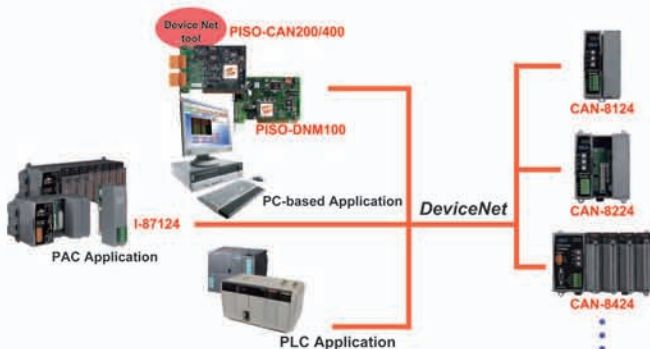 Device Net
tool
PISO-CAN200/400
PISO-DNM100
PC-based Application
I-87124
PAC Application
PLC Application
DeviceNet
CAN-8124
CAN-8224
CAN-8424